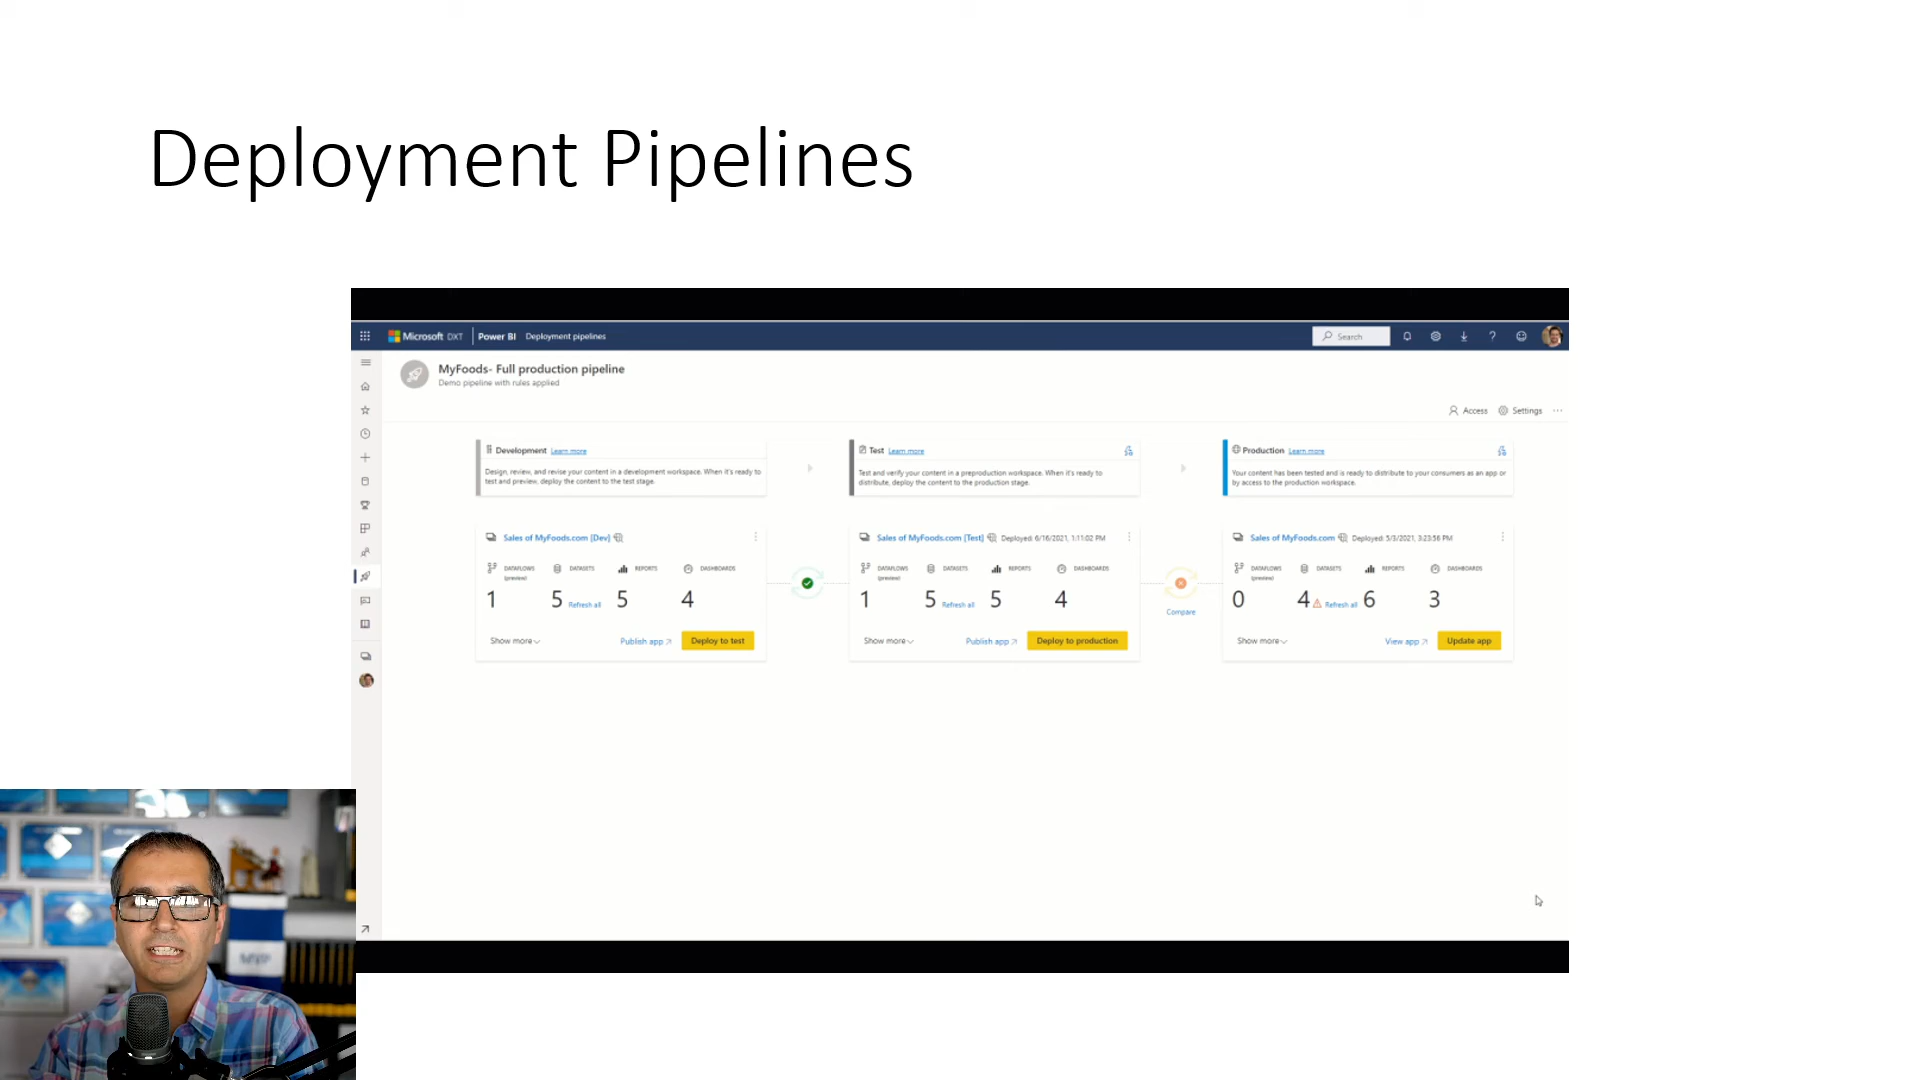 Deployment Pipelines
Microsoft DXT Power BI Deployment pipelines Search
MyFoods- Full production pipeline
Demo pipeline with rules applied
Access Settings
Development Learn more
Design, review, and revise your content in a development workspace. When it's ready to
test and preview, deploy the content to the test stage.
Test Learn more
Test and verify your content in a preproduction workspace. When it's ready to
distribute, deploy the content to the production stage.
Production Learn more
Your content has been tested and is ready to distribute to your consumers as an app or
by access to the production workspace.
Sales of MyFoods.com [Dev]
DATAFLOWS DATASETS REPORTS DASHBOARDS
(preview)
1 5 Refresh all 5 4
Show more Publish app Deploy to test
Sales of MyFoods.com [Test] Deployed: 6/16/2021, 1:11:02 PM
DATAFLOWS DATASETS REPORTS DASHBOARDS
(preview)
1 5 Refresh all 5 4
Show more Publish app Deploy to production
Compare
Sales of MyFoods.com Deployed: 5/3/2021, 3:23:56 PM
DATAFLOWS DATASETS REPORTS DASHBOARDS
(preview)
0 4 Refresh all 6 3
Show more View app Update app
MVP